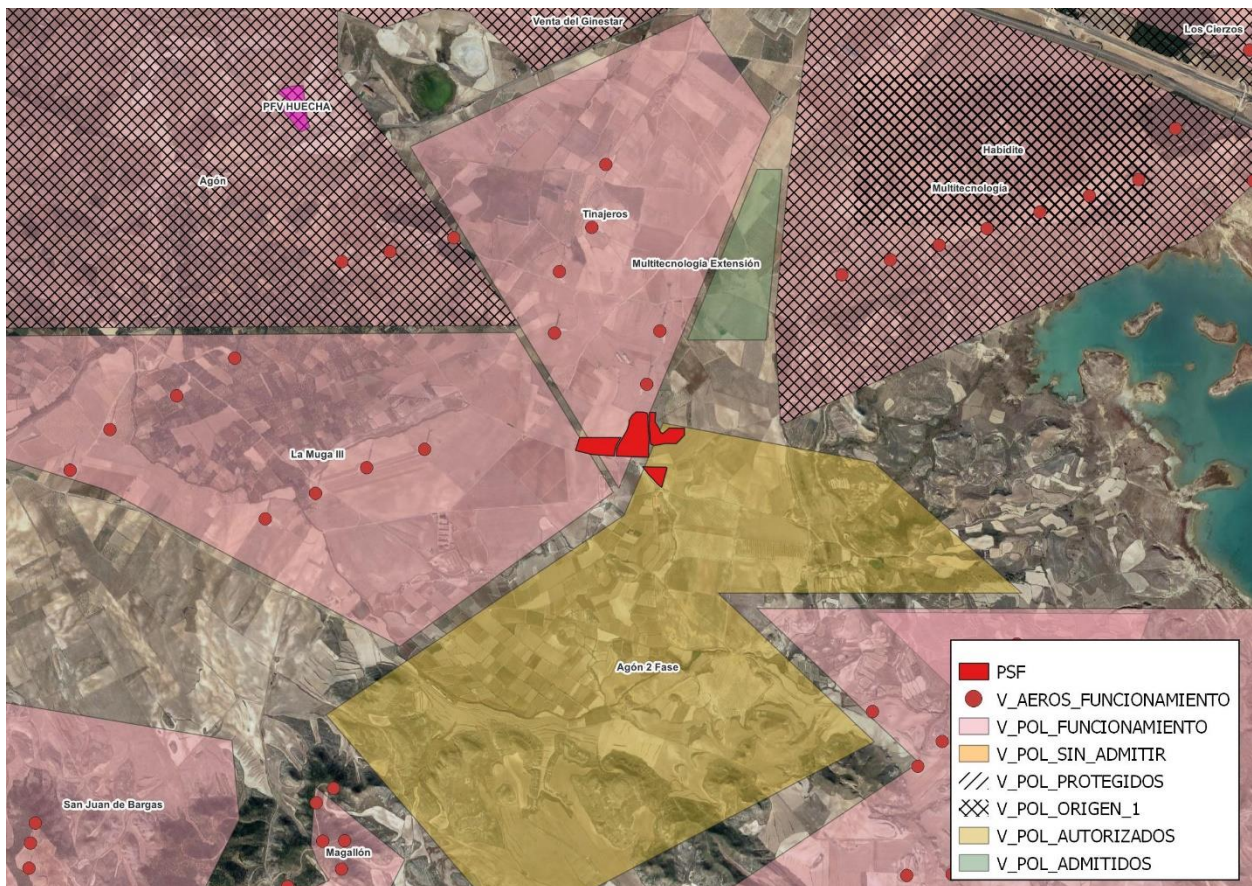 Venta del Ginestar
Los Cierzos
PFV HUECHA
Habidite
Agón
Multitecnología
Tinajeros
Multitecnología Extensión
La Muga III
Agón 2 Fase
San Juan de Bargas
Magallón
PSF
V_AEROS_FUNCIONAMIENTO
V_POL_FUNCIONAMIENTO
V_POL_SIN_ADMITIR
V_POL_PROTEGIDOS
V_POL_ORIGEN_1
V_POL_AUTORIZADOS
V_POL_ADMITIDOS